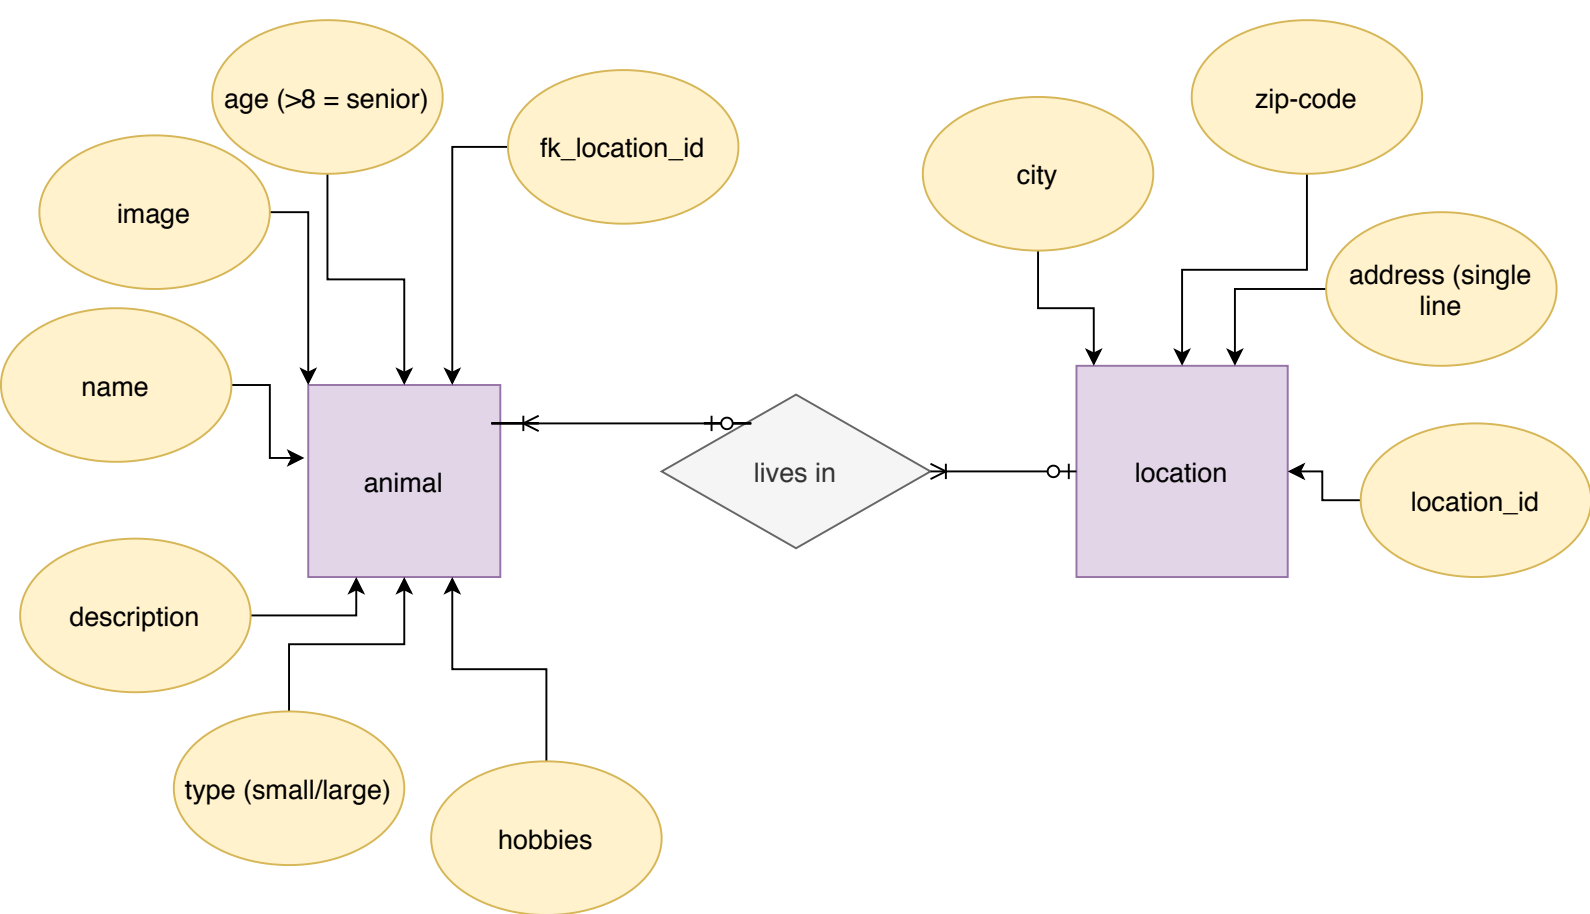 age (>8 = senior)
zip-code
fk_location_id
city
image
address (single
line
name
animal
lives in
location
location_id
description
type (small/large)
hobbies